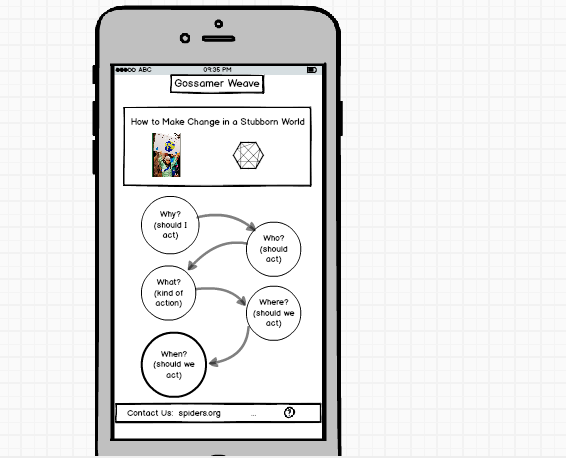 ABC 09:35 PM
Gossamer Weave
How to Make Change in a Stubborn World
Why?
(should I
act)
Who?
(should
act)
What?
(kind of
action)
Where?
(should we
act)
When?
(should we
act)
Contact Us: spiders.org ... ?